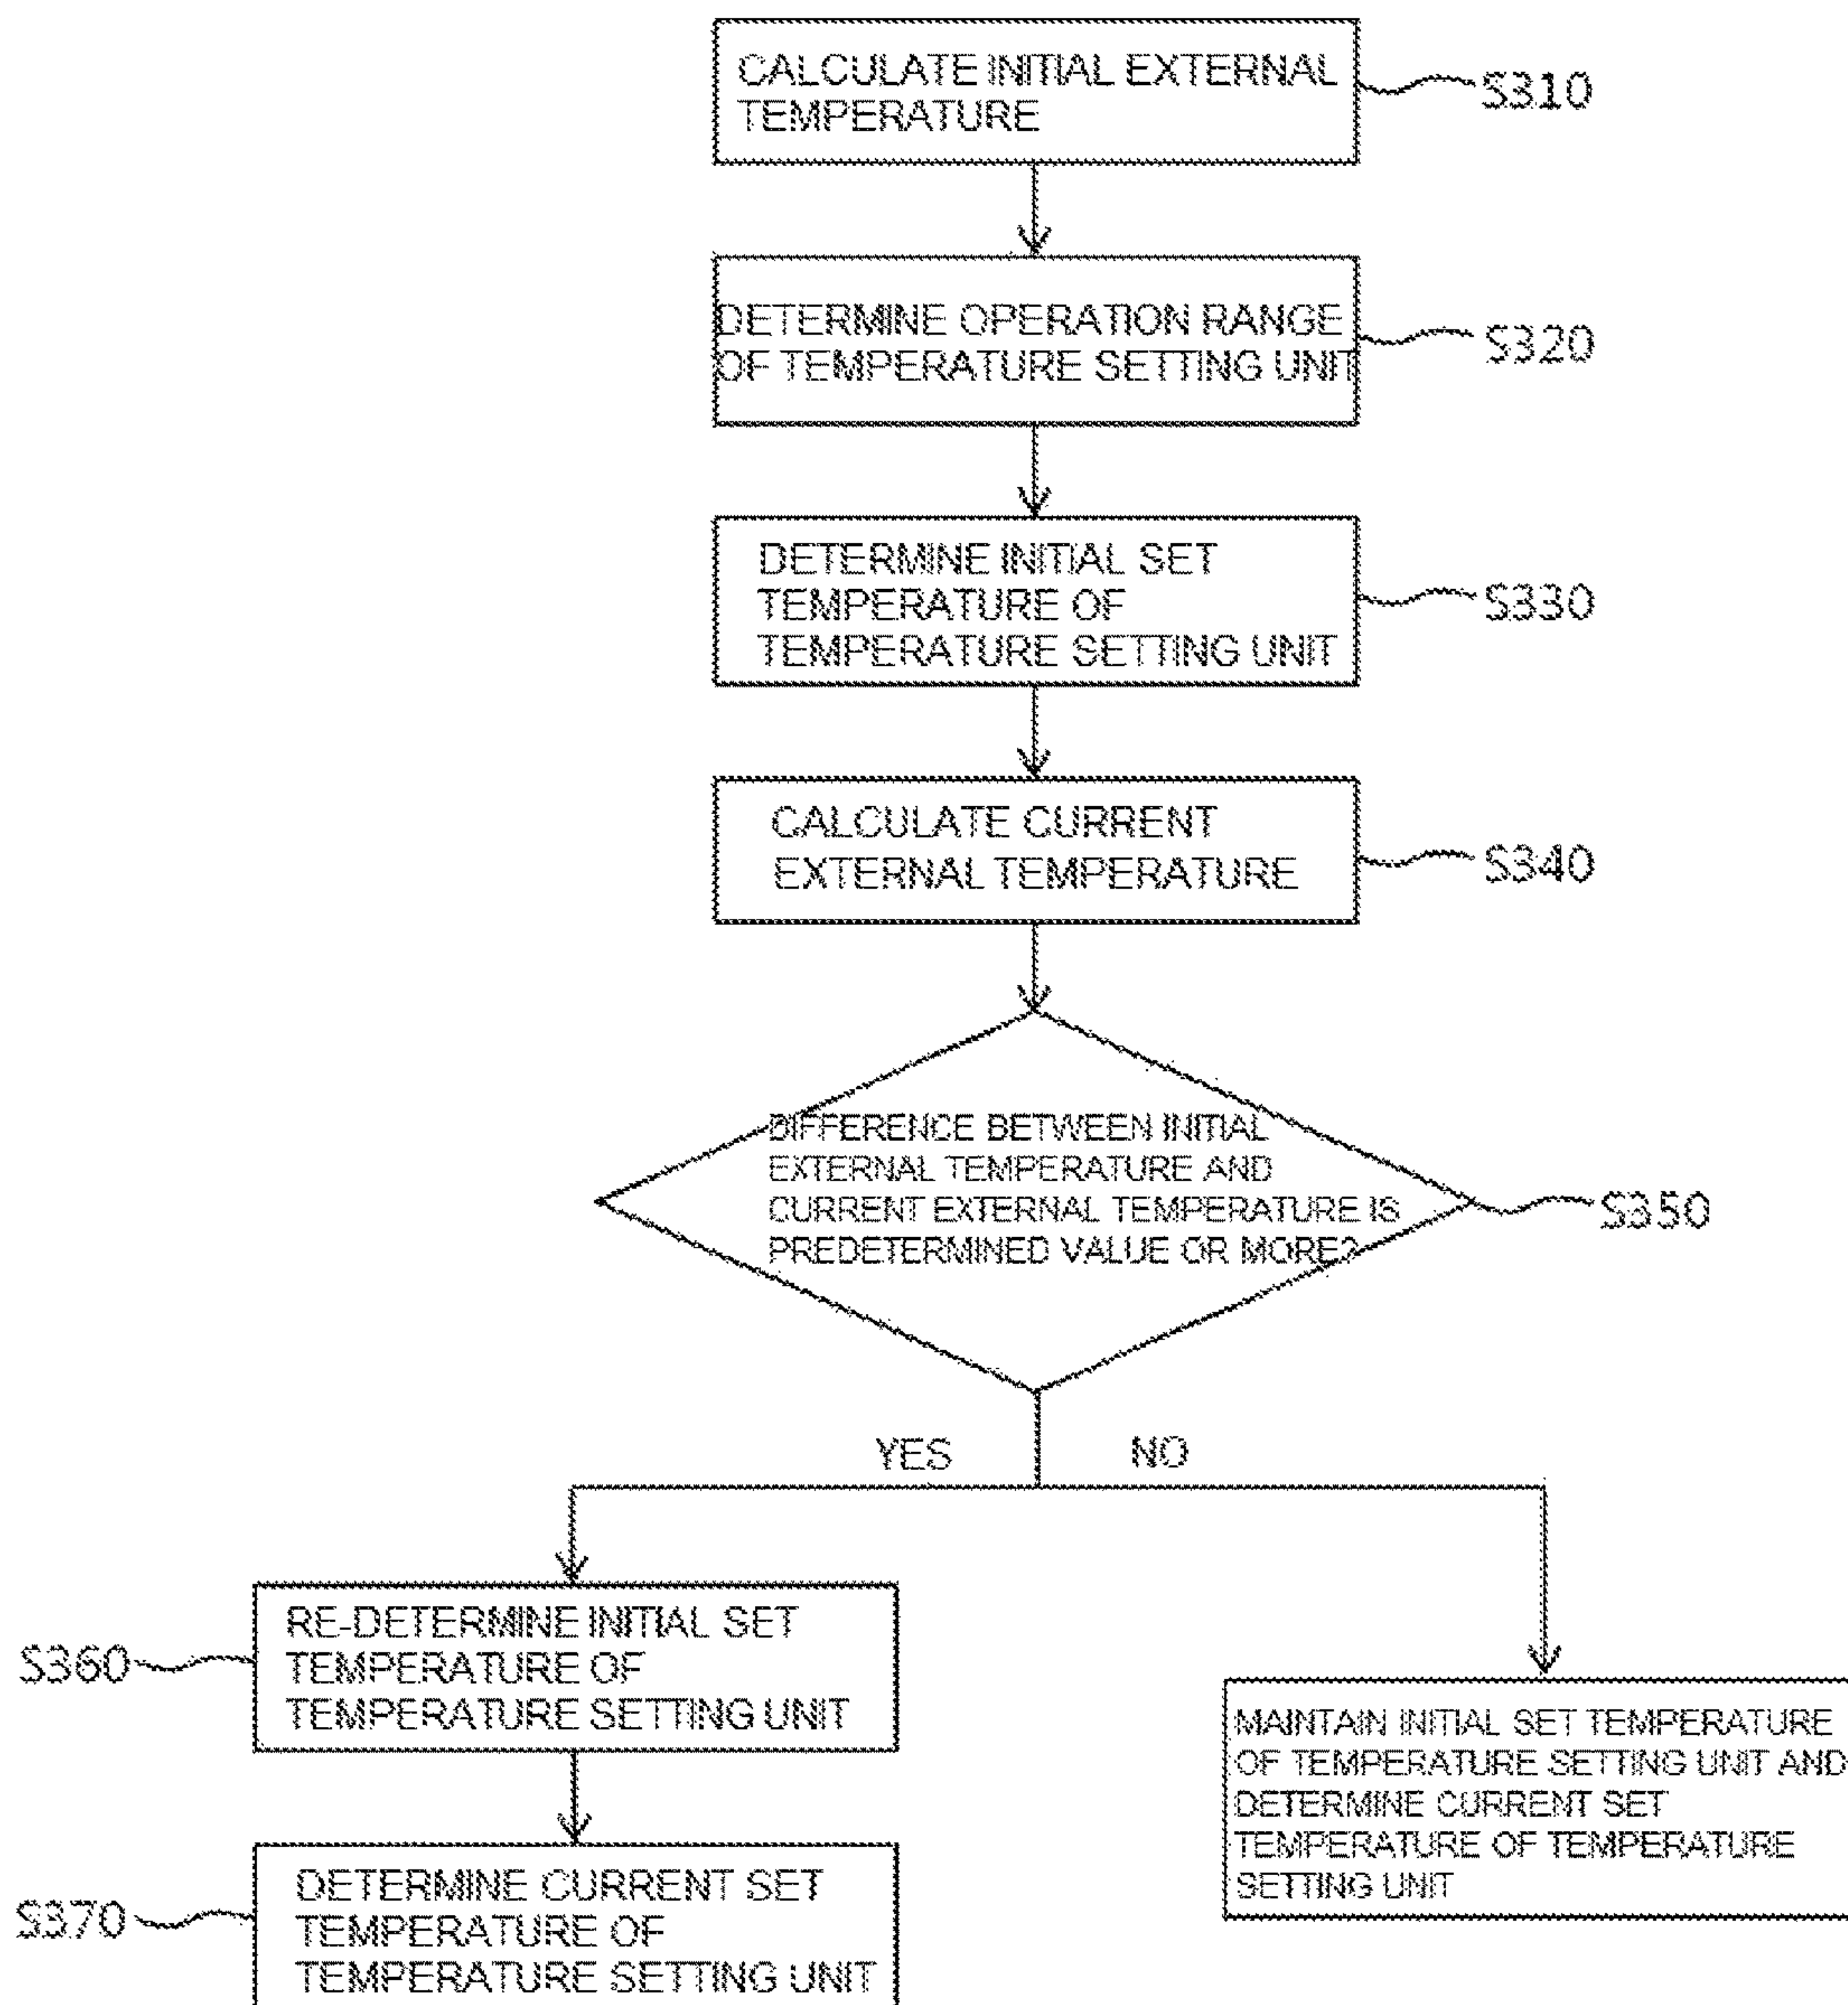 CALCULATE INITIAL EXTERNAL
TEMPERATURE
S310
DETERMINE OPERATION RANGE
OF TEMPERATURE SETTING UNIT
S320
DETERMINE INITIAL SET
TEMPERATURE OF
TEMPERATURE SETTING UNIT
S330
CALCULATE CURRENT
EXTERNAL TEMPERATURE
S340
DIFFERENCE BETWEEN INITIAL
EXTERNAL TEMPERATURE AND
CURRENT EXTERNAL TEMPERATURE IS
PREDETERMINED VALUE OR MORE?
S350
YES
NO
S360
RE-DETERMINE INITIAL SET
TEMPERATURE OF
TEMPERATURE SETTING UNIT
MAINTAIN INITIAL SET TEMPERATURE
OF TEMPERATURE SETTING UNIT AND
DETERMINE CURRENT SET
TEMPERATURE OF TEMPERATURE
SETTING UNIT
S370
DETERMINE CURRENT SET
TEMPERATURE OF
TEMPERATURE SETTING UNIT